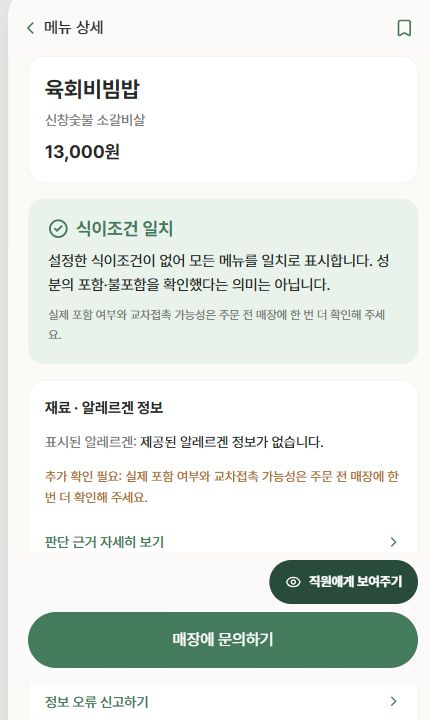 메뉴 상세
육회비빔밥
신창숯불 소갈비살
13,000원
식이조건 일치
설정한 식이조건이 없어 모든 메뉴를 일치로 표시합니다. 성
분의 포함·불포함을 확인했다는 의미는 아닙니다.
실제 포함 여부와 교차접촉 가능성은 주문 전 매장에 한 번 더 확인해 주세
요.
재료 · 알레르겐 정보
표시된 알레르겐: 제공된 알레르겐 정보가 없습니다.
추가 확인 필요: 실제 포함 여부와 교차접촉 가능성은 주문 전 매장에 한
번 더 확인해 주세요.
판단 근거 자세히 보기
직원에게 보여주기
매장에 문의하기
정보 오류 신고하기